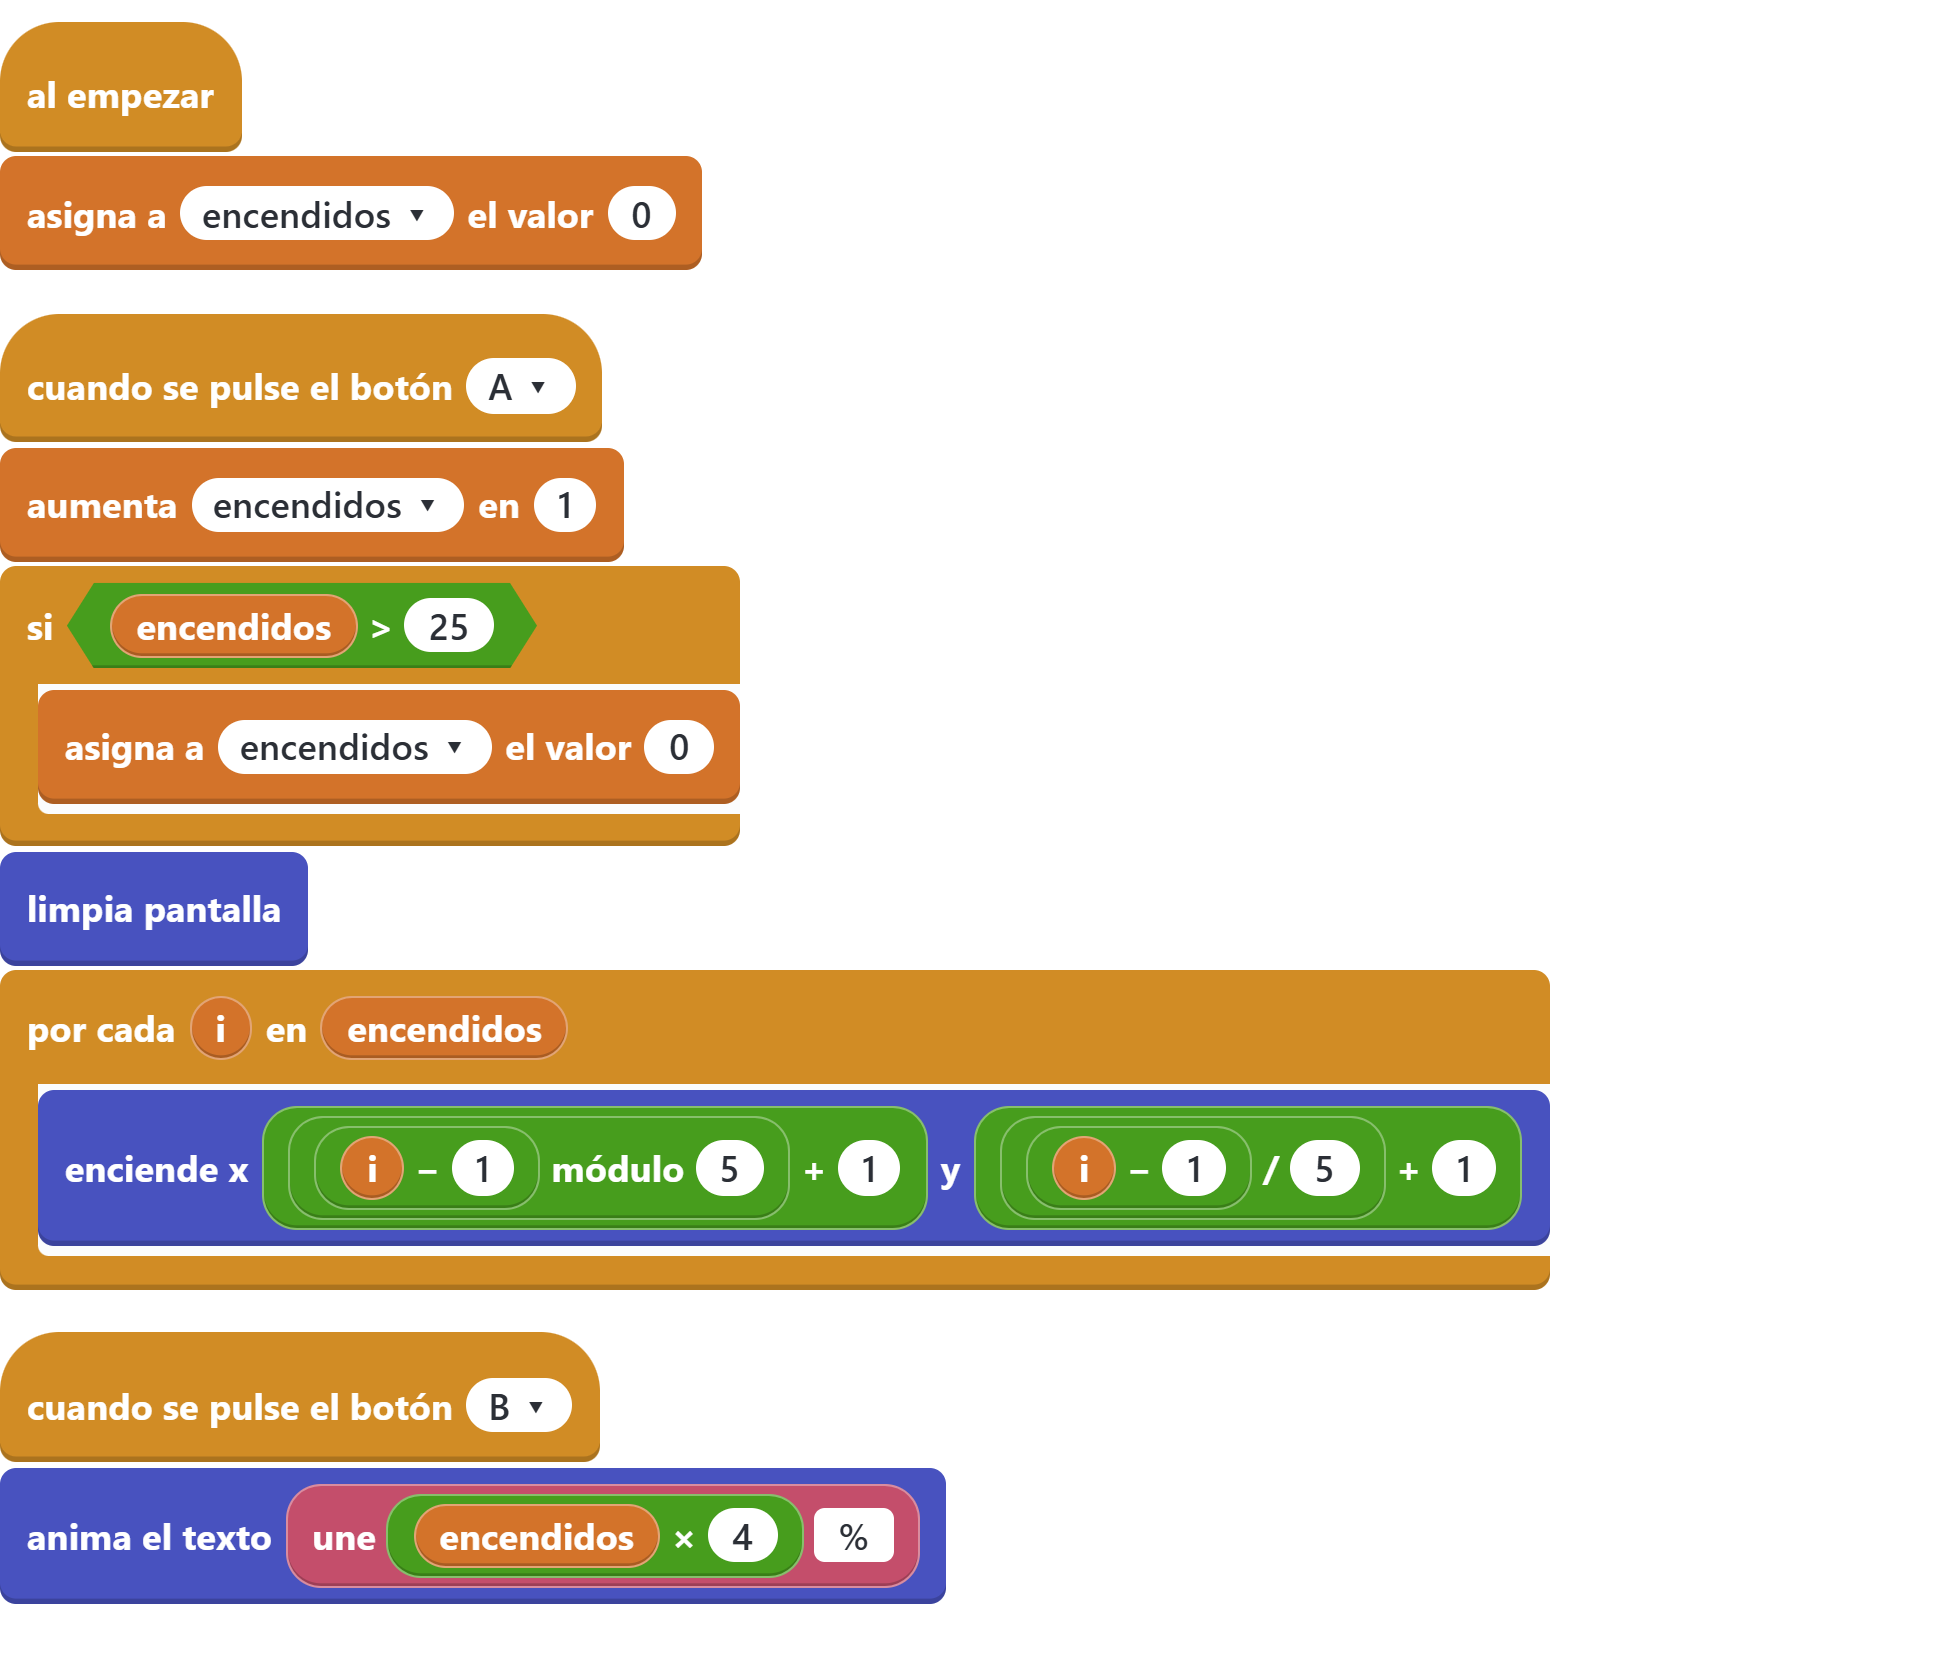 al empezar
asigna a encendidos ▼ el valor 0
cuando se pulse el botón A ▼
aumenta encendidos ▼ en 1
si encendidos > 25
asigna a encendidos ▼ el valor 0
limpia pantalla
por cada i en encendidos
enciende x i − 1 módulo 5 + 1 y i − 1 / 5 + 1
cuando se pulse el botón B ▼
anima el texto une encendidos × 4 %